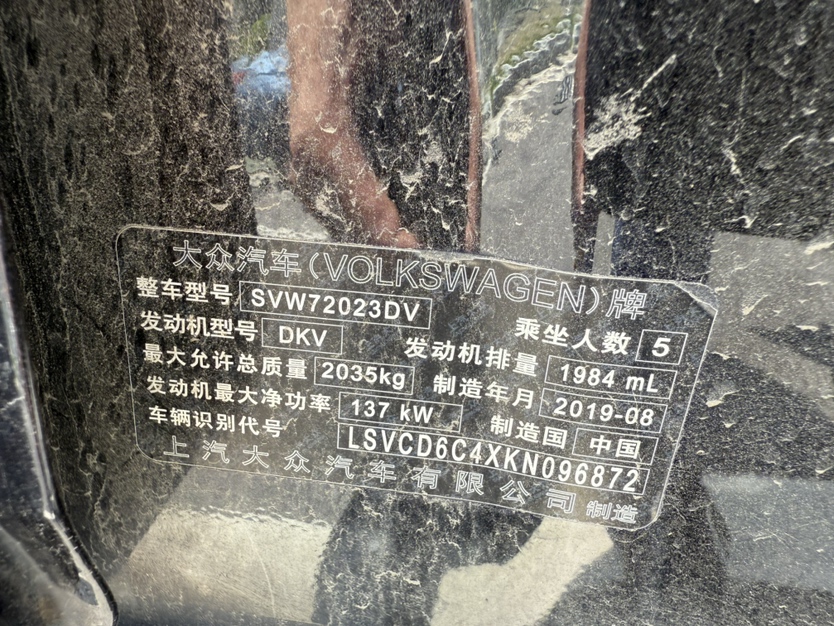 大众汽车(VOLKSWAGEN)牌
整车型号 SVW72023DV 乘坐人数 5
发动机型号 DKV 发动机排量 1984 mL
最大允许总质量 2035kg 制造年月 2019-08
发动机最大净功率 137 kW 制造国 中国
车辆识别代号 LSVCD6C4XKN096872
上汽大众汽车有限公司 制造